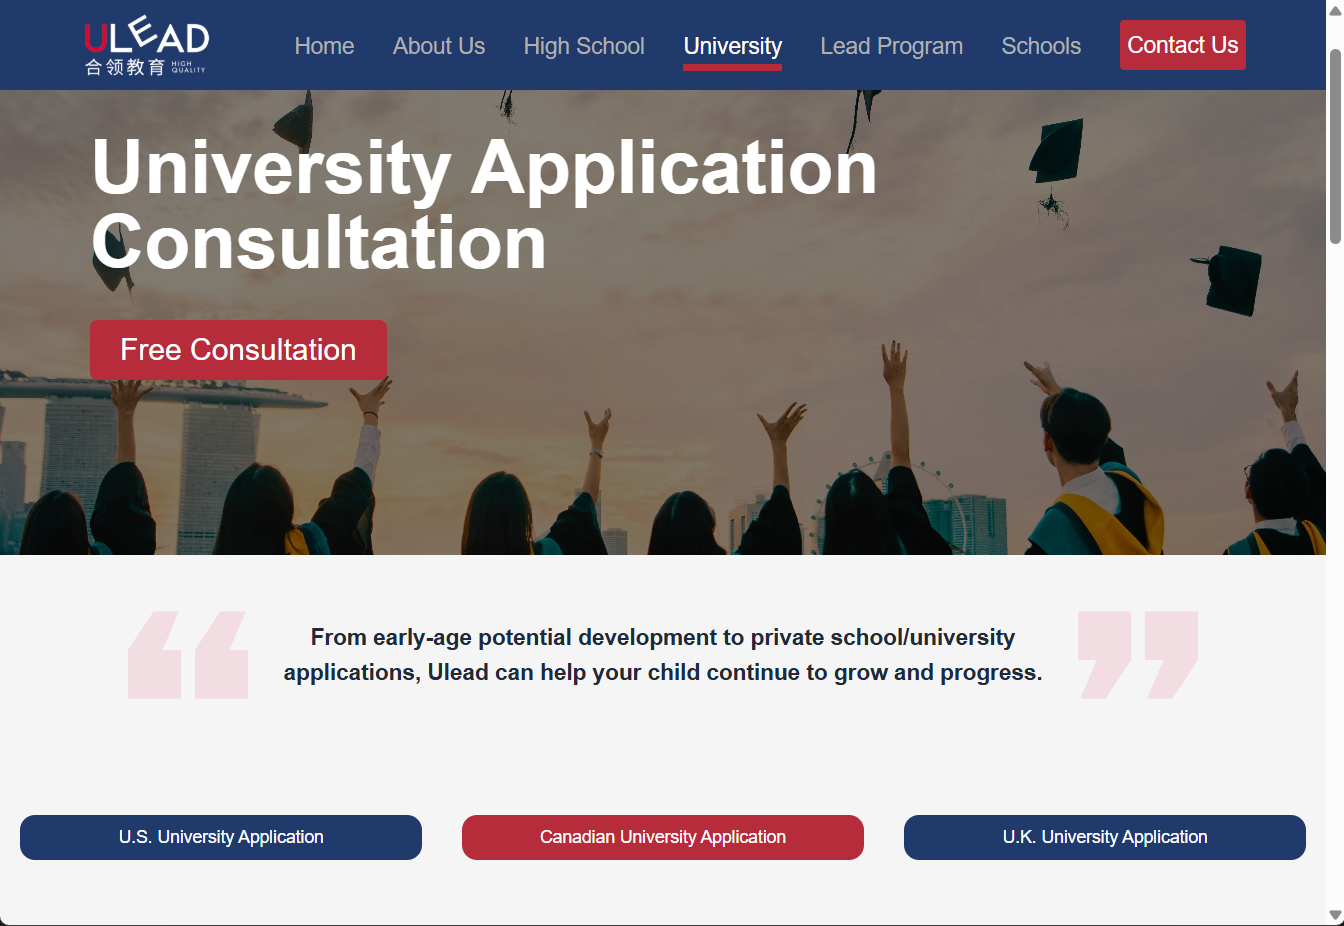 ULEAD
合领教育 HIGH QUALITY
Home
About Us
High School
University
Lead Program
Schools
Contact Us
University Application
Consultation
Free Consultation
“
From early-age potential development to private school/university
applications, Ulead can help your child continue to grow and progress.
”
U.S. University Application
Canadian University Application
U.K. University Application